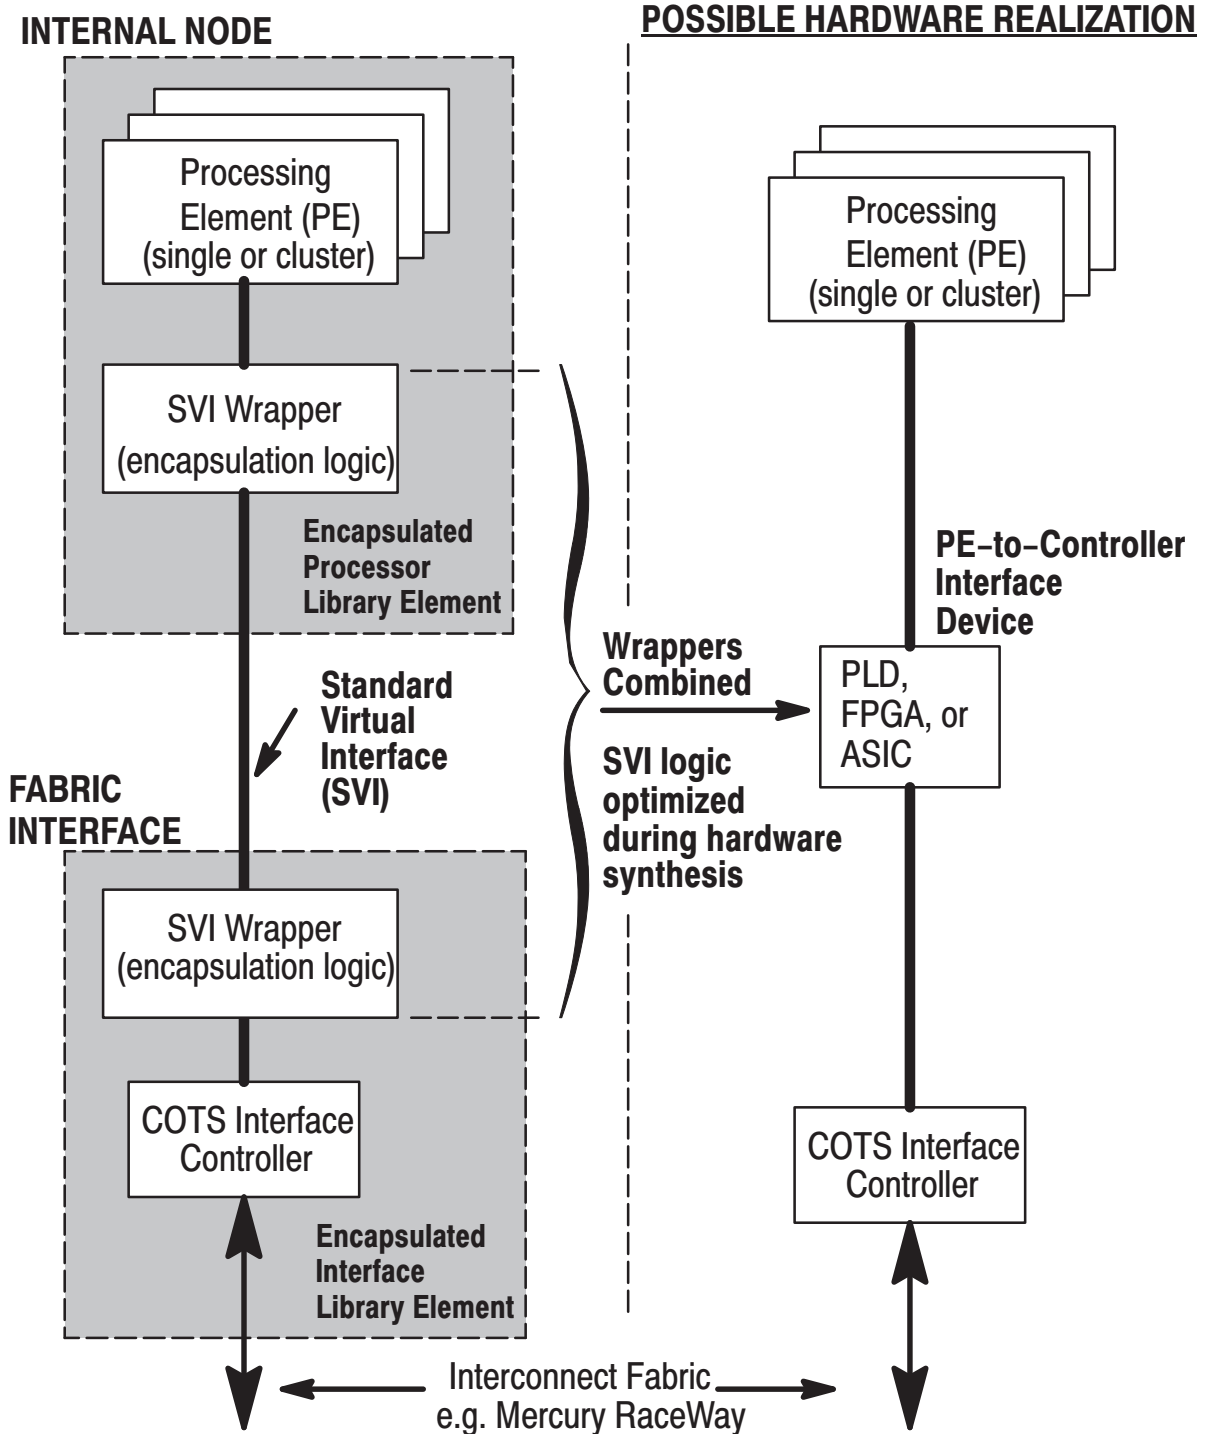 INTERNAL NODE
POSSIBLE HARDWARE REALIZATION
Processing
Element (PE)
(single or cluster)
SVI Wrapper
(encapsulation logic)
Encapsulated
Processor
Library Element
Standard
Virtual
Interface
(SVI)
FABRIC
INTERFACE
SVI Wrapper
(encapsulation logic)
COTS Interface
Controller
Encapsulated
Interface
Library Element
Wrappers
Combined
SVI logic
optimized
during hardware
synthesis
Processing
Element (PE)
(single or cluster)
PE–to–Controller
Interface
Device
PLD,
FPGA, or
ASIC
COTS Interface
Controller
Interconnect Fabric
e.g. Mercury RaceWay